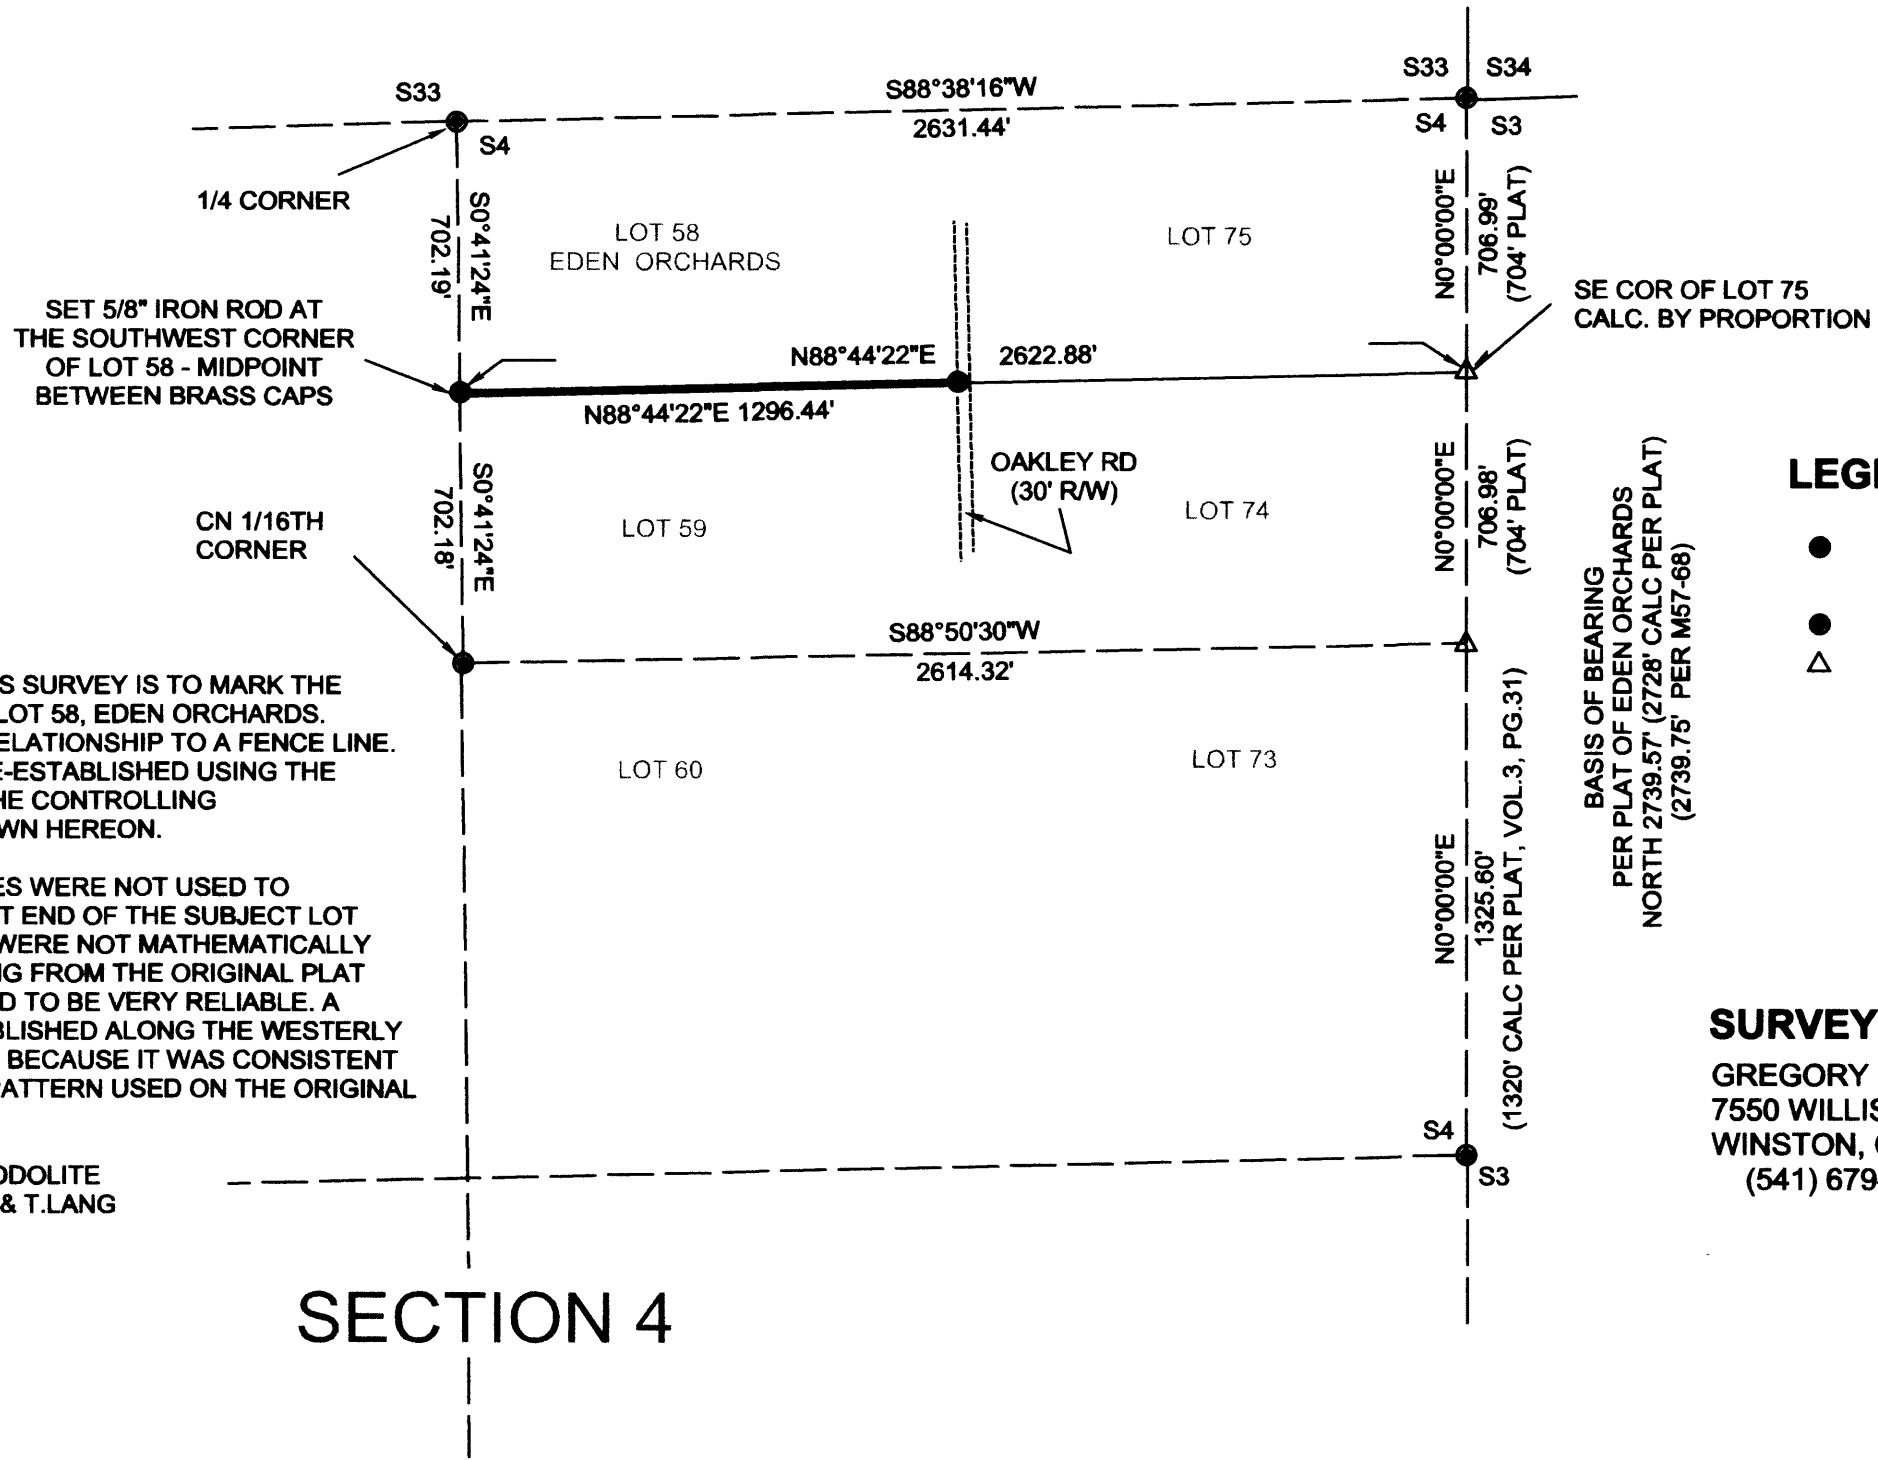 S33
S88°38'16"W
S33
S34
S4
2631.44'
S4
S3
1/4 CORNER
S0°41'24"E
702.19'
LOT 58
EDEN ORCHARDS
LOT 75
N0°00'00"E
706.99'
(704' PLAT)
SE COR OF LOT 75
CALC. BY PROPORTION
SET 5/8" IRON ROD AT
THE SOUTHWEST CORNER
OF LOT 58 - MIDPOINT
BETWEEN BRASS CAPS
N88°44'22"E
2622.88'
N88°44'22"E 1296.44'
OAKLEY RD
(30' R/W)
S0°41'24"E
702.18'
CN 1/16TH
CORNER
LOT 59
LOT 74
N0°00'00"E
706.98'
(704' PLAT)
BASIS OF BEARING
PER PLAT OF EDEN ORCHARDS
NORTH 2739.57' (2728' CALC PER PLAT)
(2739.75' PER M57-68)
LEG
S88°50'30"W
2614.32'
S SURVEY IS TO MARK THE
LOT 58, EDEN ORCHARDS.
ELATIONSHIP TO A FENCE LINE.
E-ESTABLISHED USING THE
HE CONTROLLING
WN HEREON.
LOT 60
LOT 73
ES WERE NOT USED TO
T END OF THE SUBJECT LOT
WERE NOT MATHEMATICALLY
G FROM THE ORIGINAL PLAT
D TO BE VERY RELIABLE. A
BLISHED ALONG THE WESTERLY
BECAUSE IT WAS CONSISTENT
PATTERN USED ON THE ORIGINAL
N0°00'00"E
1325.60'
(1320' CALC PER PLAT, VOL.3, PG.31)
SURVEY
GREGORY
7550 WILLIS
WINSTON,
(541) 679
S4
S3
ODOLITE
& T.LANG
SECTION 4